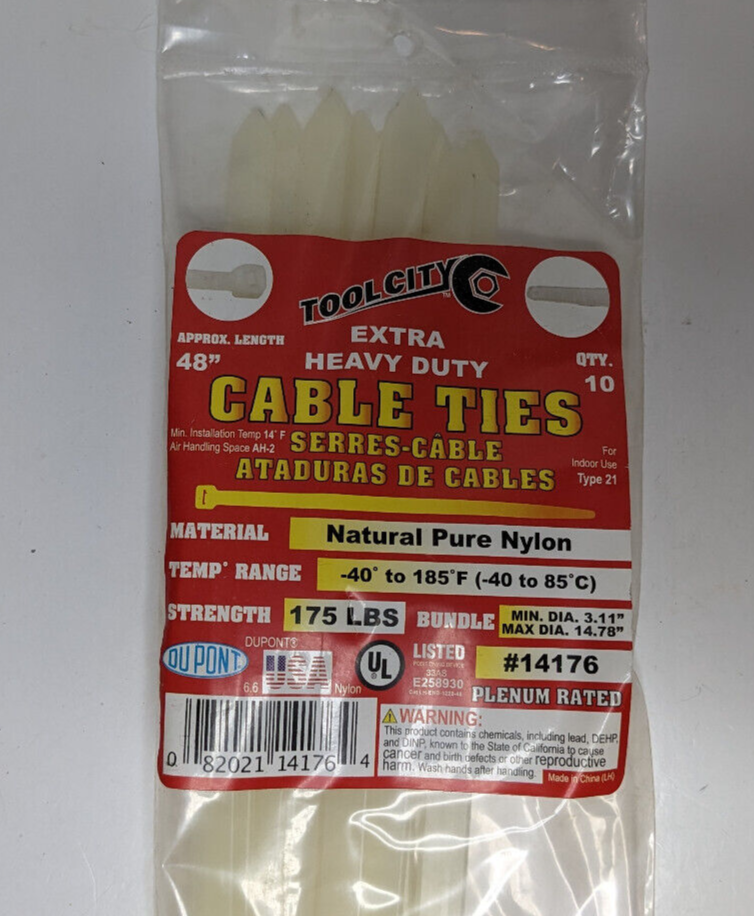 TOOL CITY
TM
EXTRA
HEAVY DUTY
APPROX. LENGTH
48”
QTY.
10
CABLE TIES
Min. Installation Temp 14° F
Air Handling Space AH-2
SERRES-CÂBLE
ATADURAS DE CABLES
For
Indoor Use
Type 21
MATERIAL Natural Pure Nylon
TEMP° RANGE -40° to 185°F (-40 to 85°C)
STRENGTH 175 LBS BUNDLE MIN. DIA. 3.11”
MAX DIA. 14.78”
DUPONT®
DUPONT
USA
6.6 Nylon
UL
LISTED
E258930
#14176
PLENUM RATED
0 82021 14176 4
WARNING:
This product contains chemicals, including lead, DEHP,
and DINP, known to the State of California to cause
cancer and birth defects or other reproductive
harm. Wash hands after handling.
Made in China (LH)